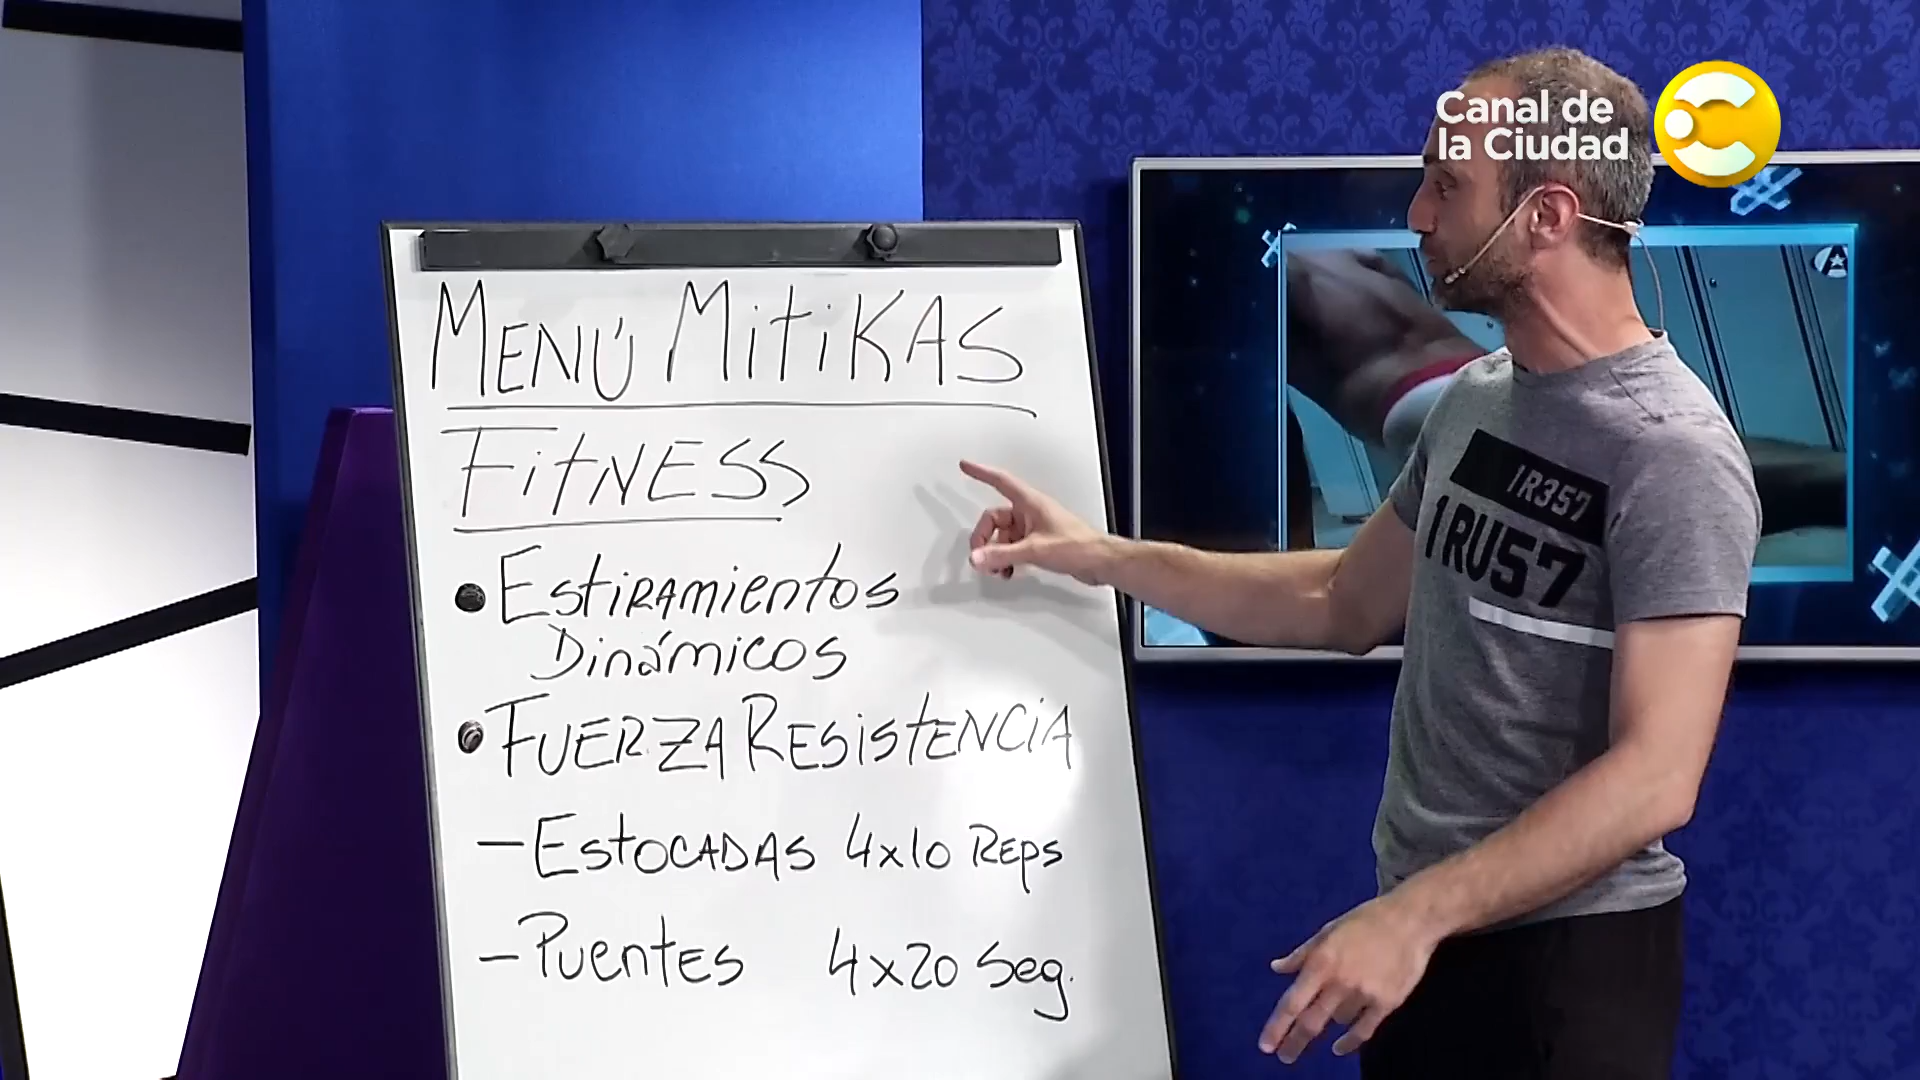 Canal de
la Ciudad
MENÚ MitiKAS
FitNESS
• EstiRAmientos
Dinámicos
• FUERZA RESistENCiA
- EstOCADAS 4x10 REps
- Puentes 4x20 Seg.
1R357
1RU57